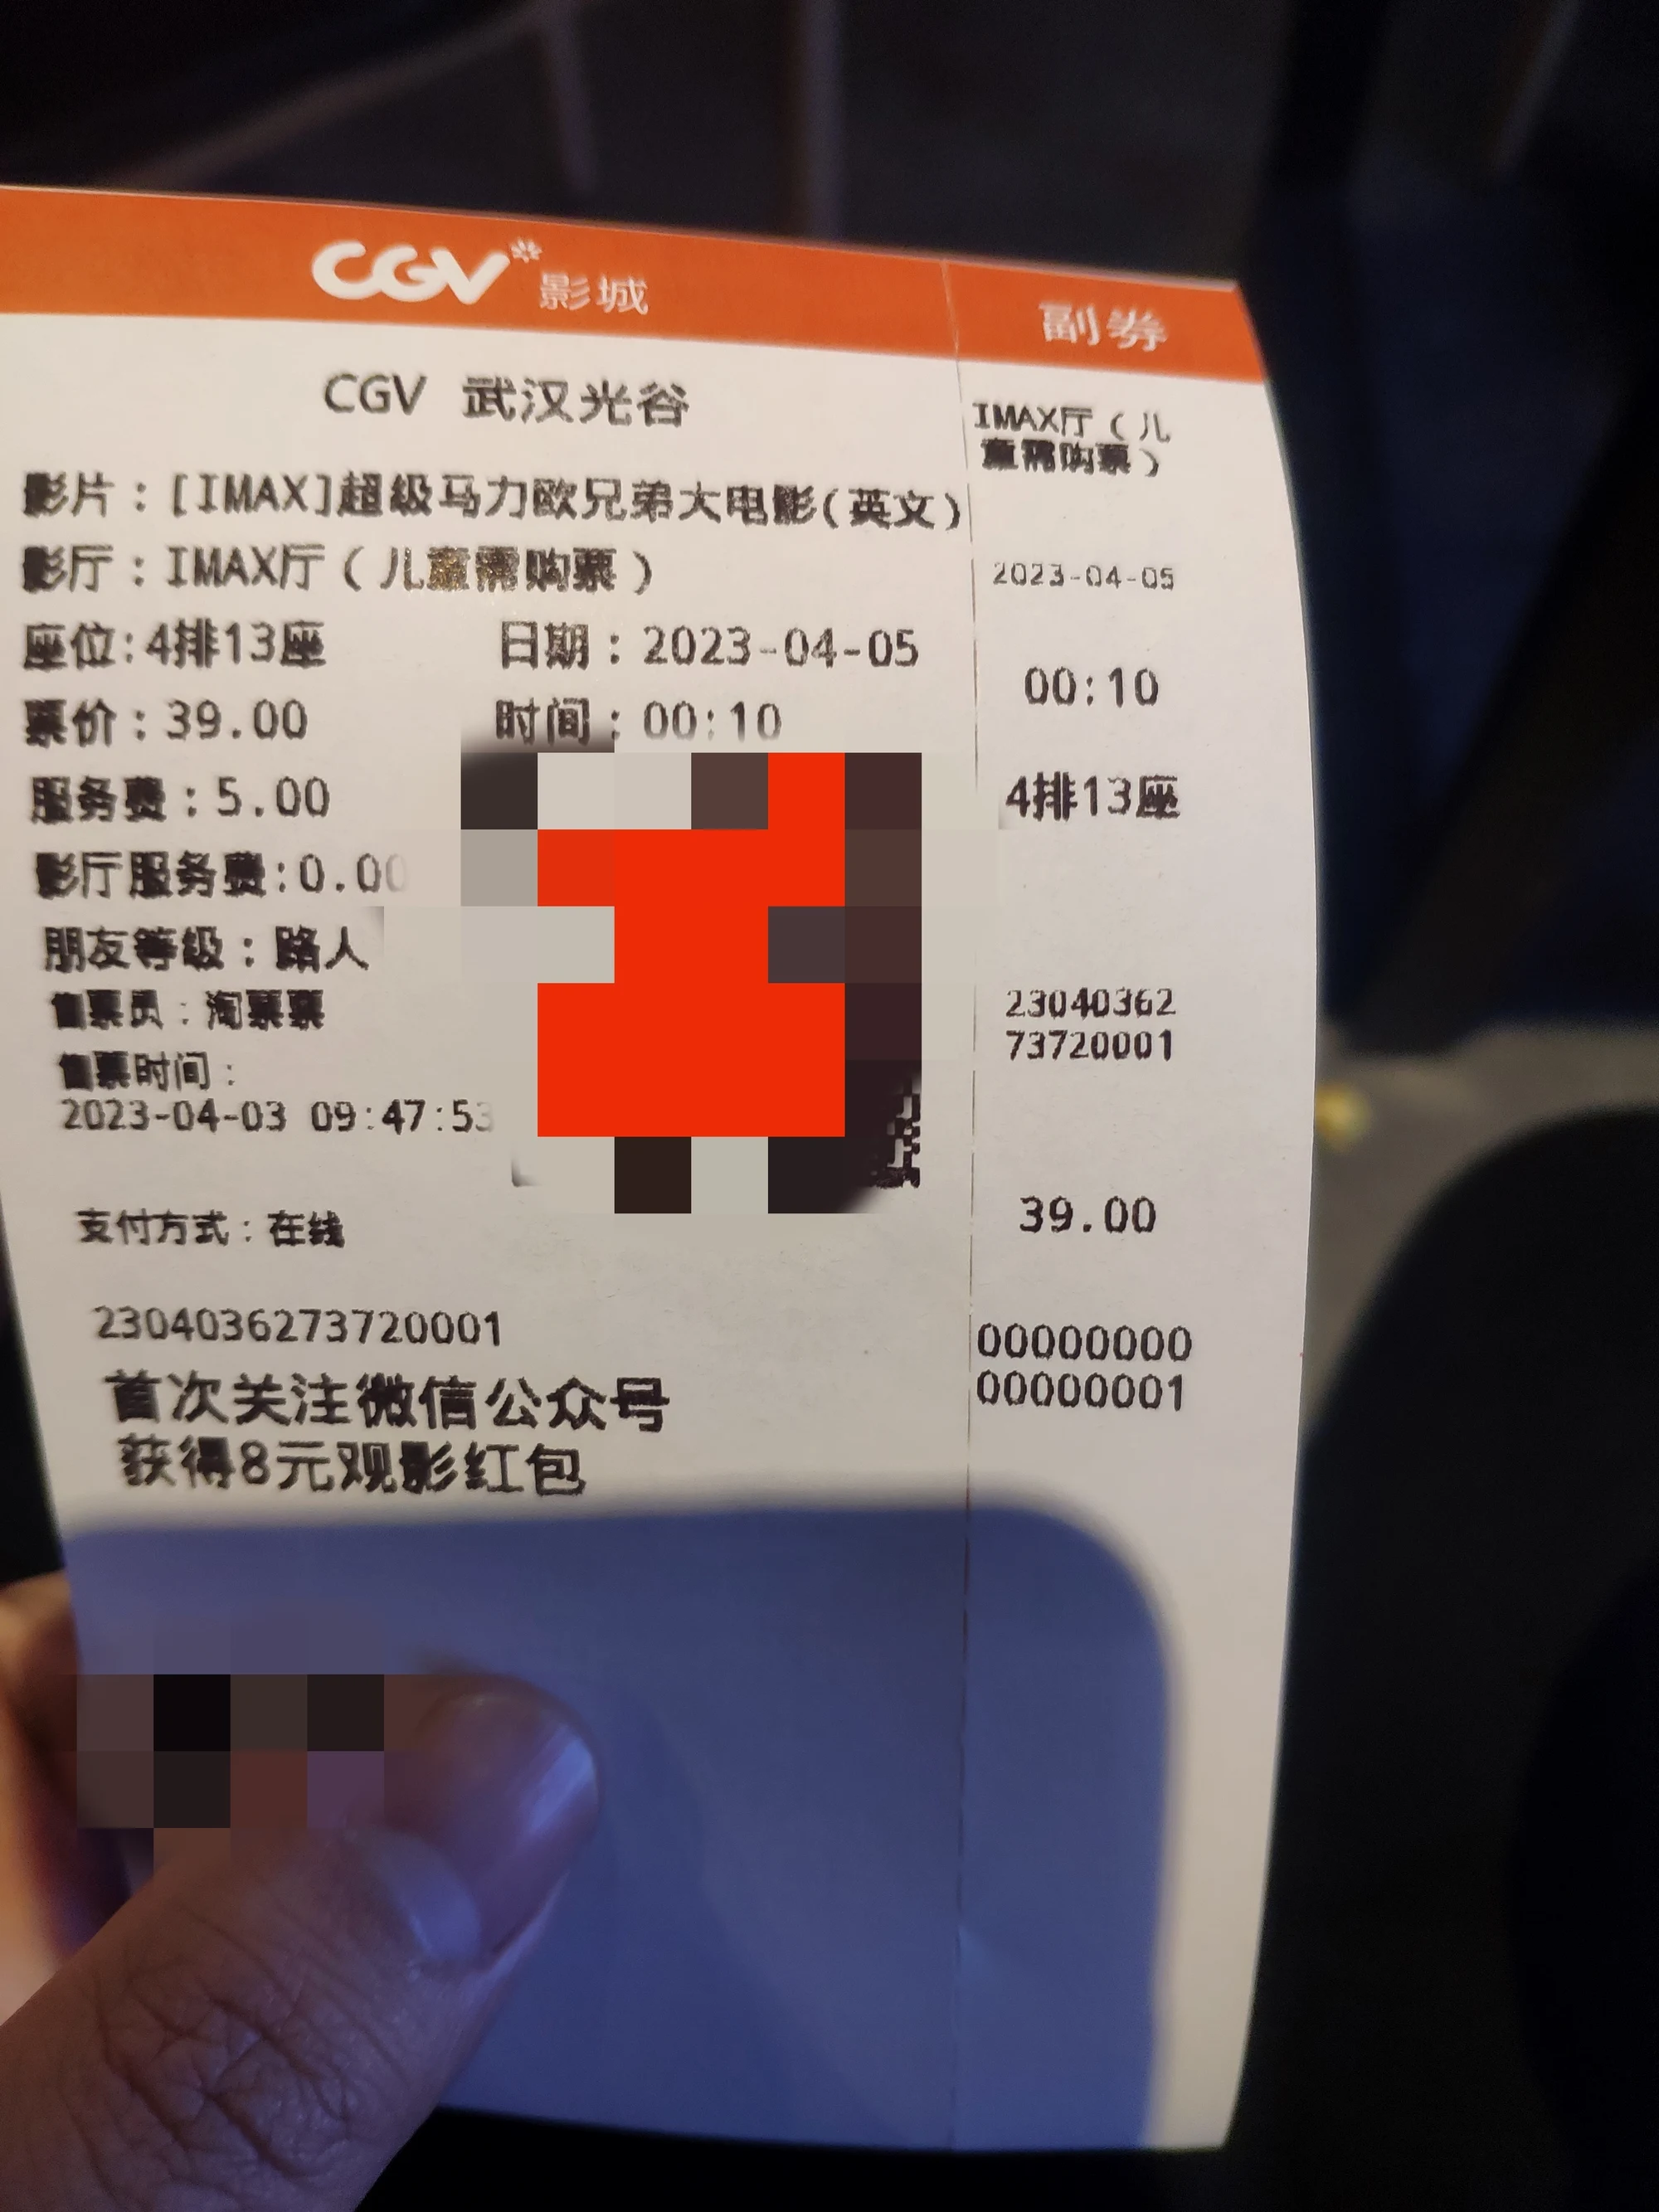 CGV 影城
副券
CGV 武汉光谷
影片：[IMAX]超级马力欧兄弟大电影(英文)
影厅：IMAX厅（儿童需购票）
座位:4排13座
日期：2023-04-05
票价：39.00
时间：00:10
服务费：5.00
影厅服务费:0.00
朋友等级：路人
售票员：淘票票
售票时间：
2023-04-03 09:47:53
支付方式：在线
2304036273720001
首次关注微信公众号
获得8元观影红包
IMAX厅（儿
童需购票）
2023-04-05
00:10
4排13座
23040362
73720001
39.00
00000000
00000001